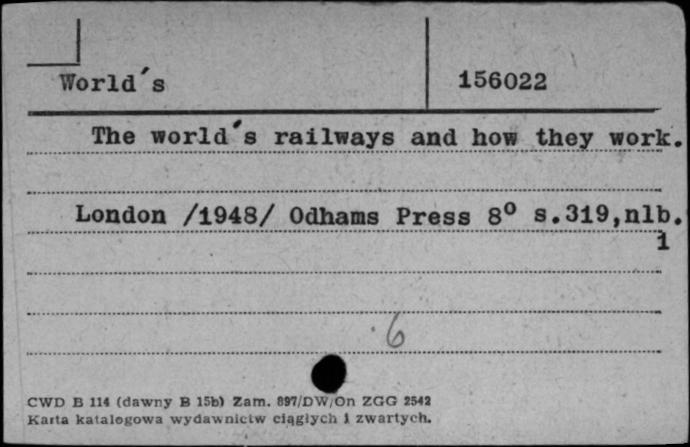 World's 156022
The world's railways and how they work.
London /1948/ Odhams Press 8⁰ s.319,nlb.
1
6
CWD B 114 (dawny B 15b) Zam. 897/DW/On ZGG 2542
Karta katalogowa wydawnictw ciągłych i zwartych.